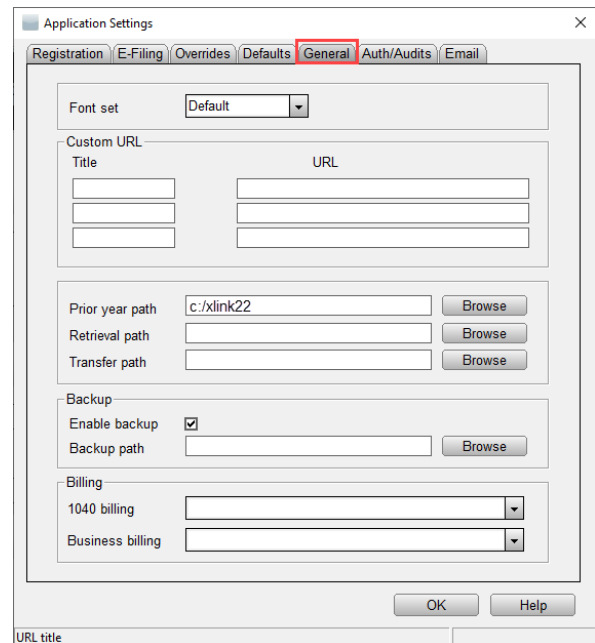 Application Settings
Registration E-Filing Overrides Defaults General Auth/Audits Email
Font set Default
Custom URL
Title URL
Prior year path c:/xlink22 Browse
Retrieval path Browse
Transfer path Browse
Backup
Enable backup
Backup path Browse
Billing
1040 billing
Business billing
OK Help
URL title